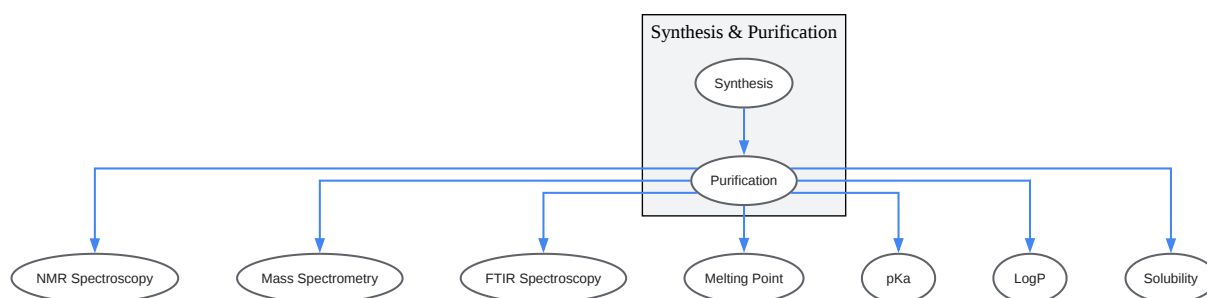 Synthesis & Purification
Synthesis
Purification
NMR Spectroscopy
Mass Spectrometry
FTIR Spectroscopy
Melting Point
pKa
LogP
Solubility